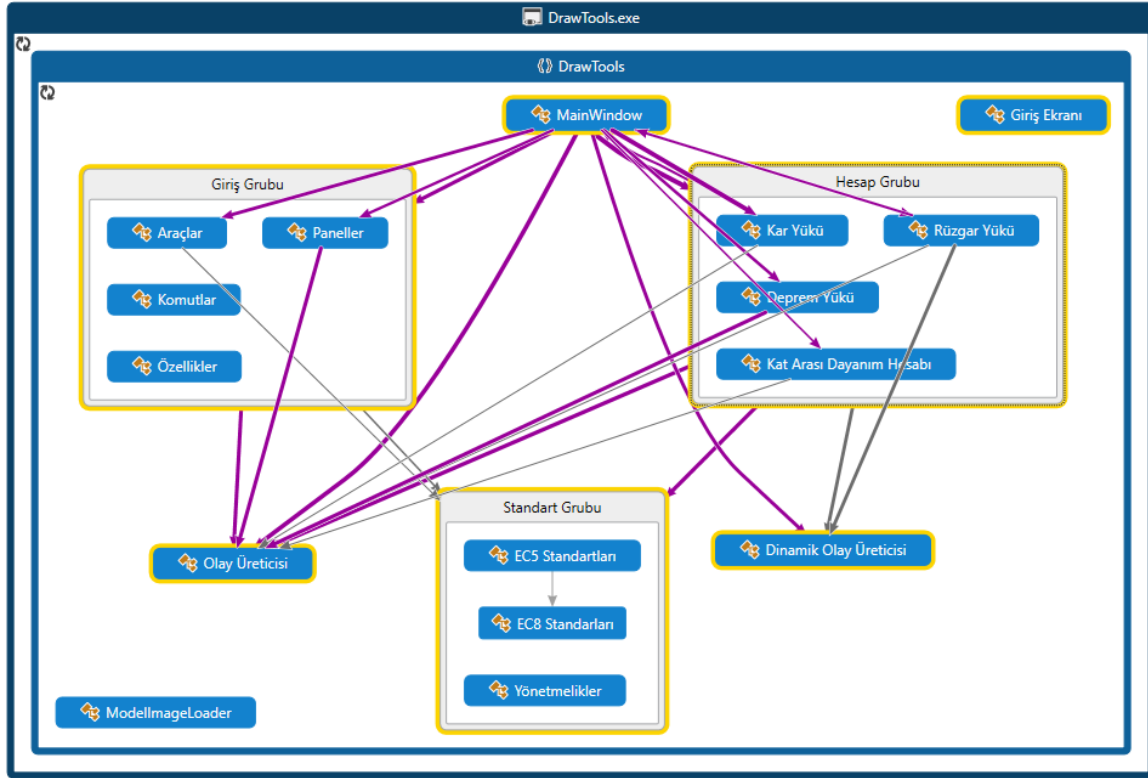 DrawTools.exe
DrawTools
MainWindow
Giriş Ekranı
Giriş Grubu
Araçlar
Paneller
Komutlar
Özellikler
Hesap Grubu
Kar Yükü
Rüzgar Yükü
Deprem Yükü
Kat Arası Dayanım Hesabı
Standart Grubu
EC5 Standartları
EC8 Standarları
Yönetmelikler
Olay Üreticisi
Dinamik Olay Üreticisi
ModelImageLoader